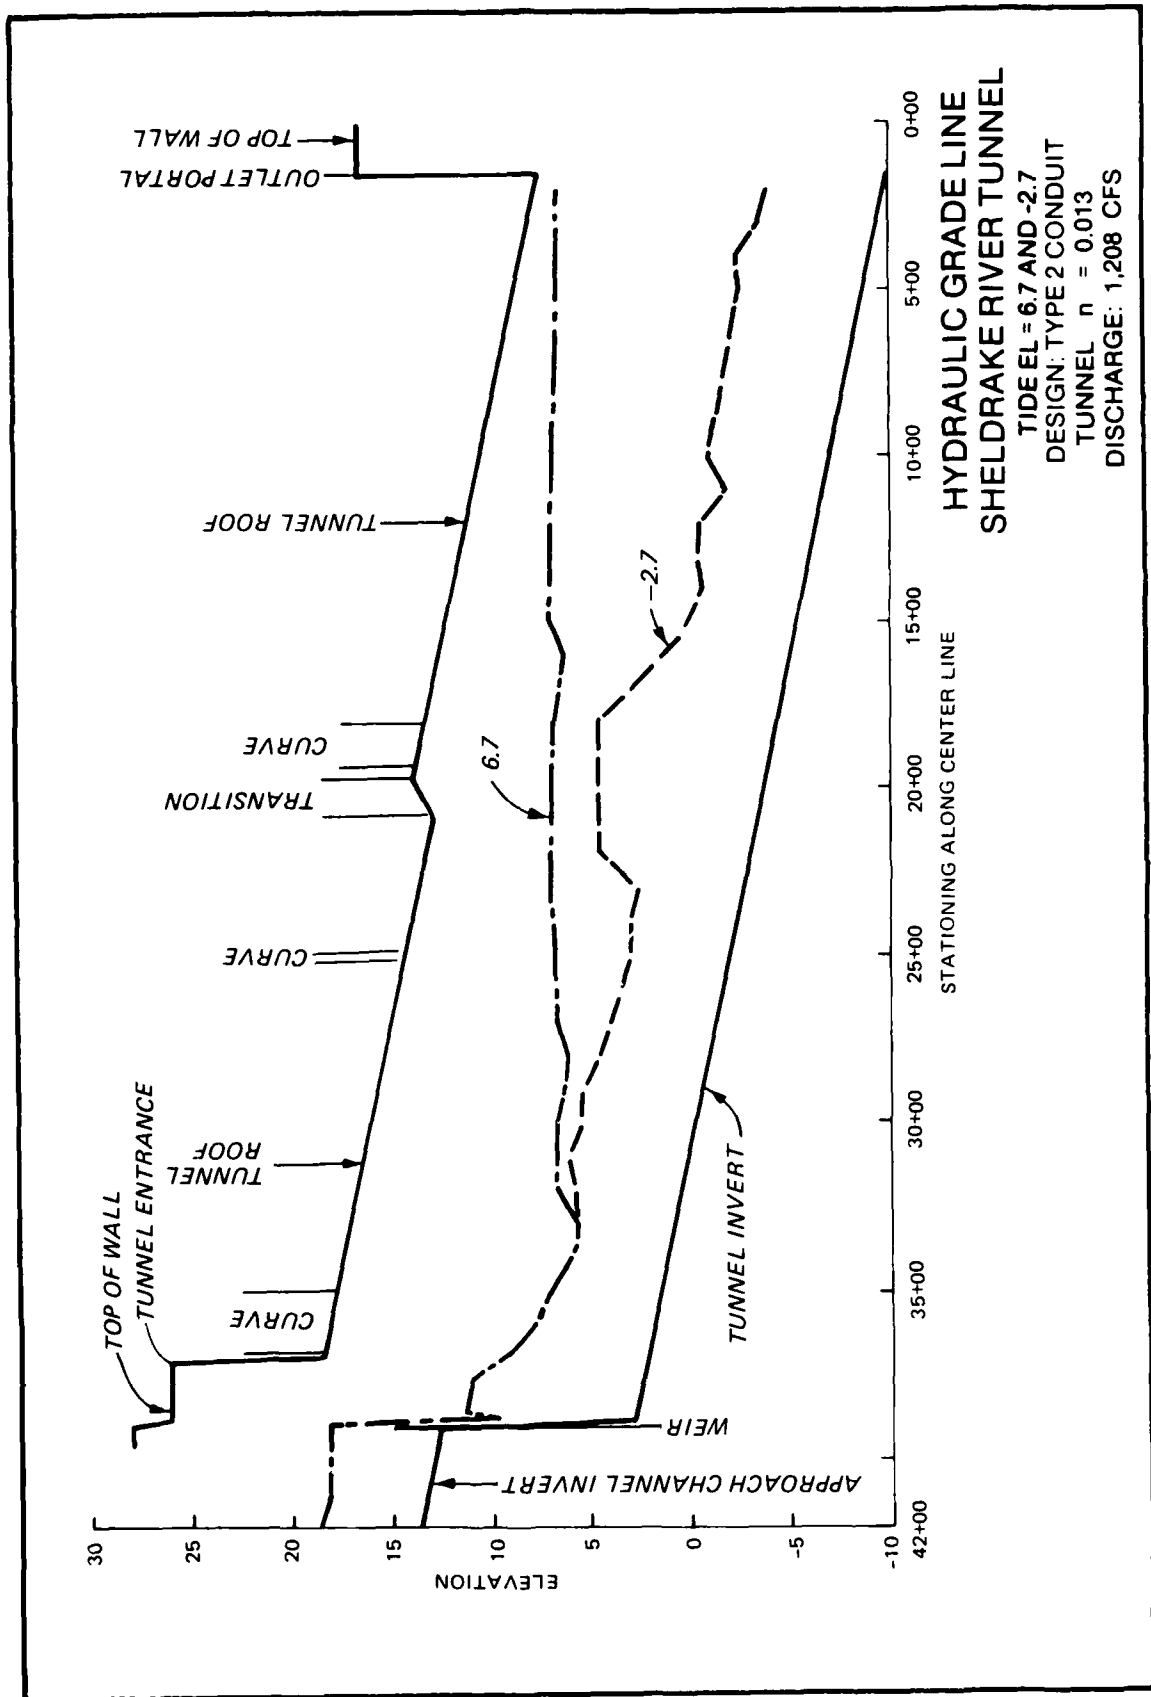 TOP OF WALL
TUNNEL ENTRANCE
CURVE
TUNNEL
ROOF
CURVE
TRANSITION
CURVE
TUNNEL ROOF
OUTLET PORTAL
TOP OF WALL
6.7
-2.7
WEIR
APPROACH CHANNEL INVERT
TUNNEL INVERT
ELEVATION
30
25
20
15
10
5
0
-5
-10
42+00
35+00
30+00
25+00
20+00
15+00
10+00
5+00
0+00
STATIONING ALONG CENTER LINE
HYDRAULIC GRADE LINE
SHELDRAKE RIVER TUNNEL
TIDE EL = 6.7 AND -2.7
DESIGN: TYPE 2 CONDUIT
TUNNEL n = 0.013
DISCHARGE: 1,208 CFS